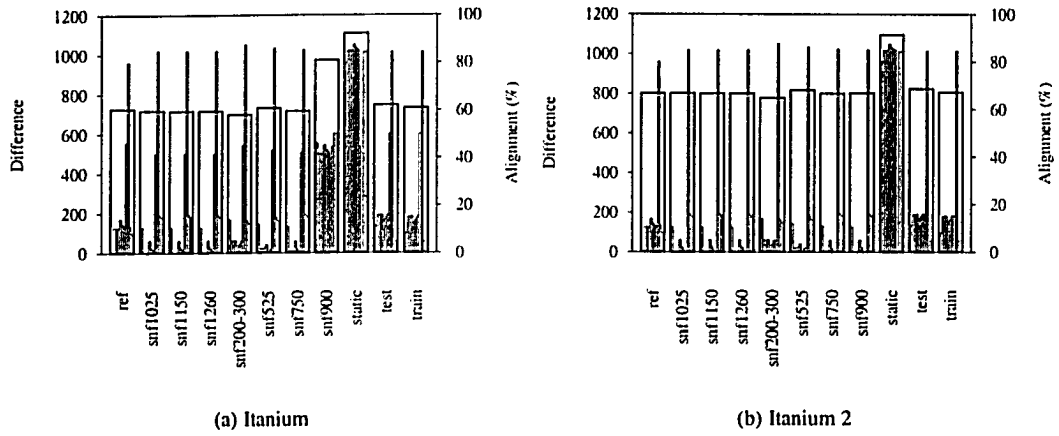 1200
1000
800
600
400
200
0
Difference
100
80
60
40
20
0
Alignment (%)
ref
snf1025
snf1150
snf1260
snf200-300
snf525
snf750
snf900
static
test
train
(a) Itanium
1200
1000
800
600
400
200
0
Difference
100
80
60
40
20
0
Alignment (%)
ref
snf1025
snf1150
snf1260
snf200-300
snf525
snf750
snf900
static
test
train
(b) Itanium 2